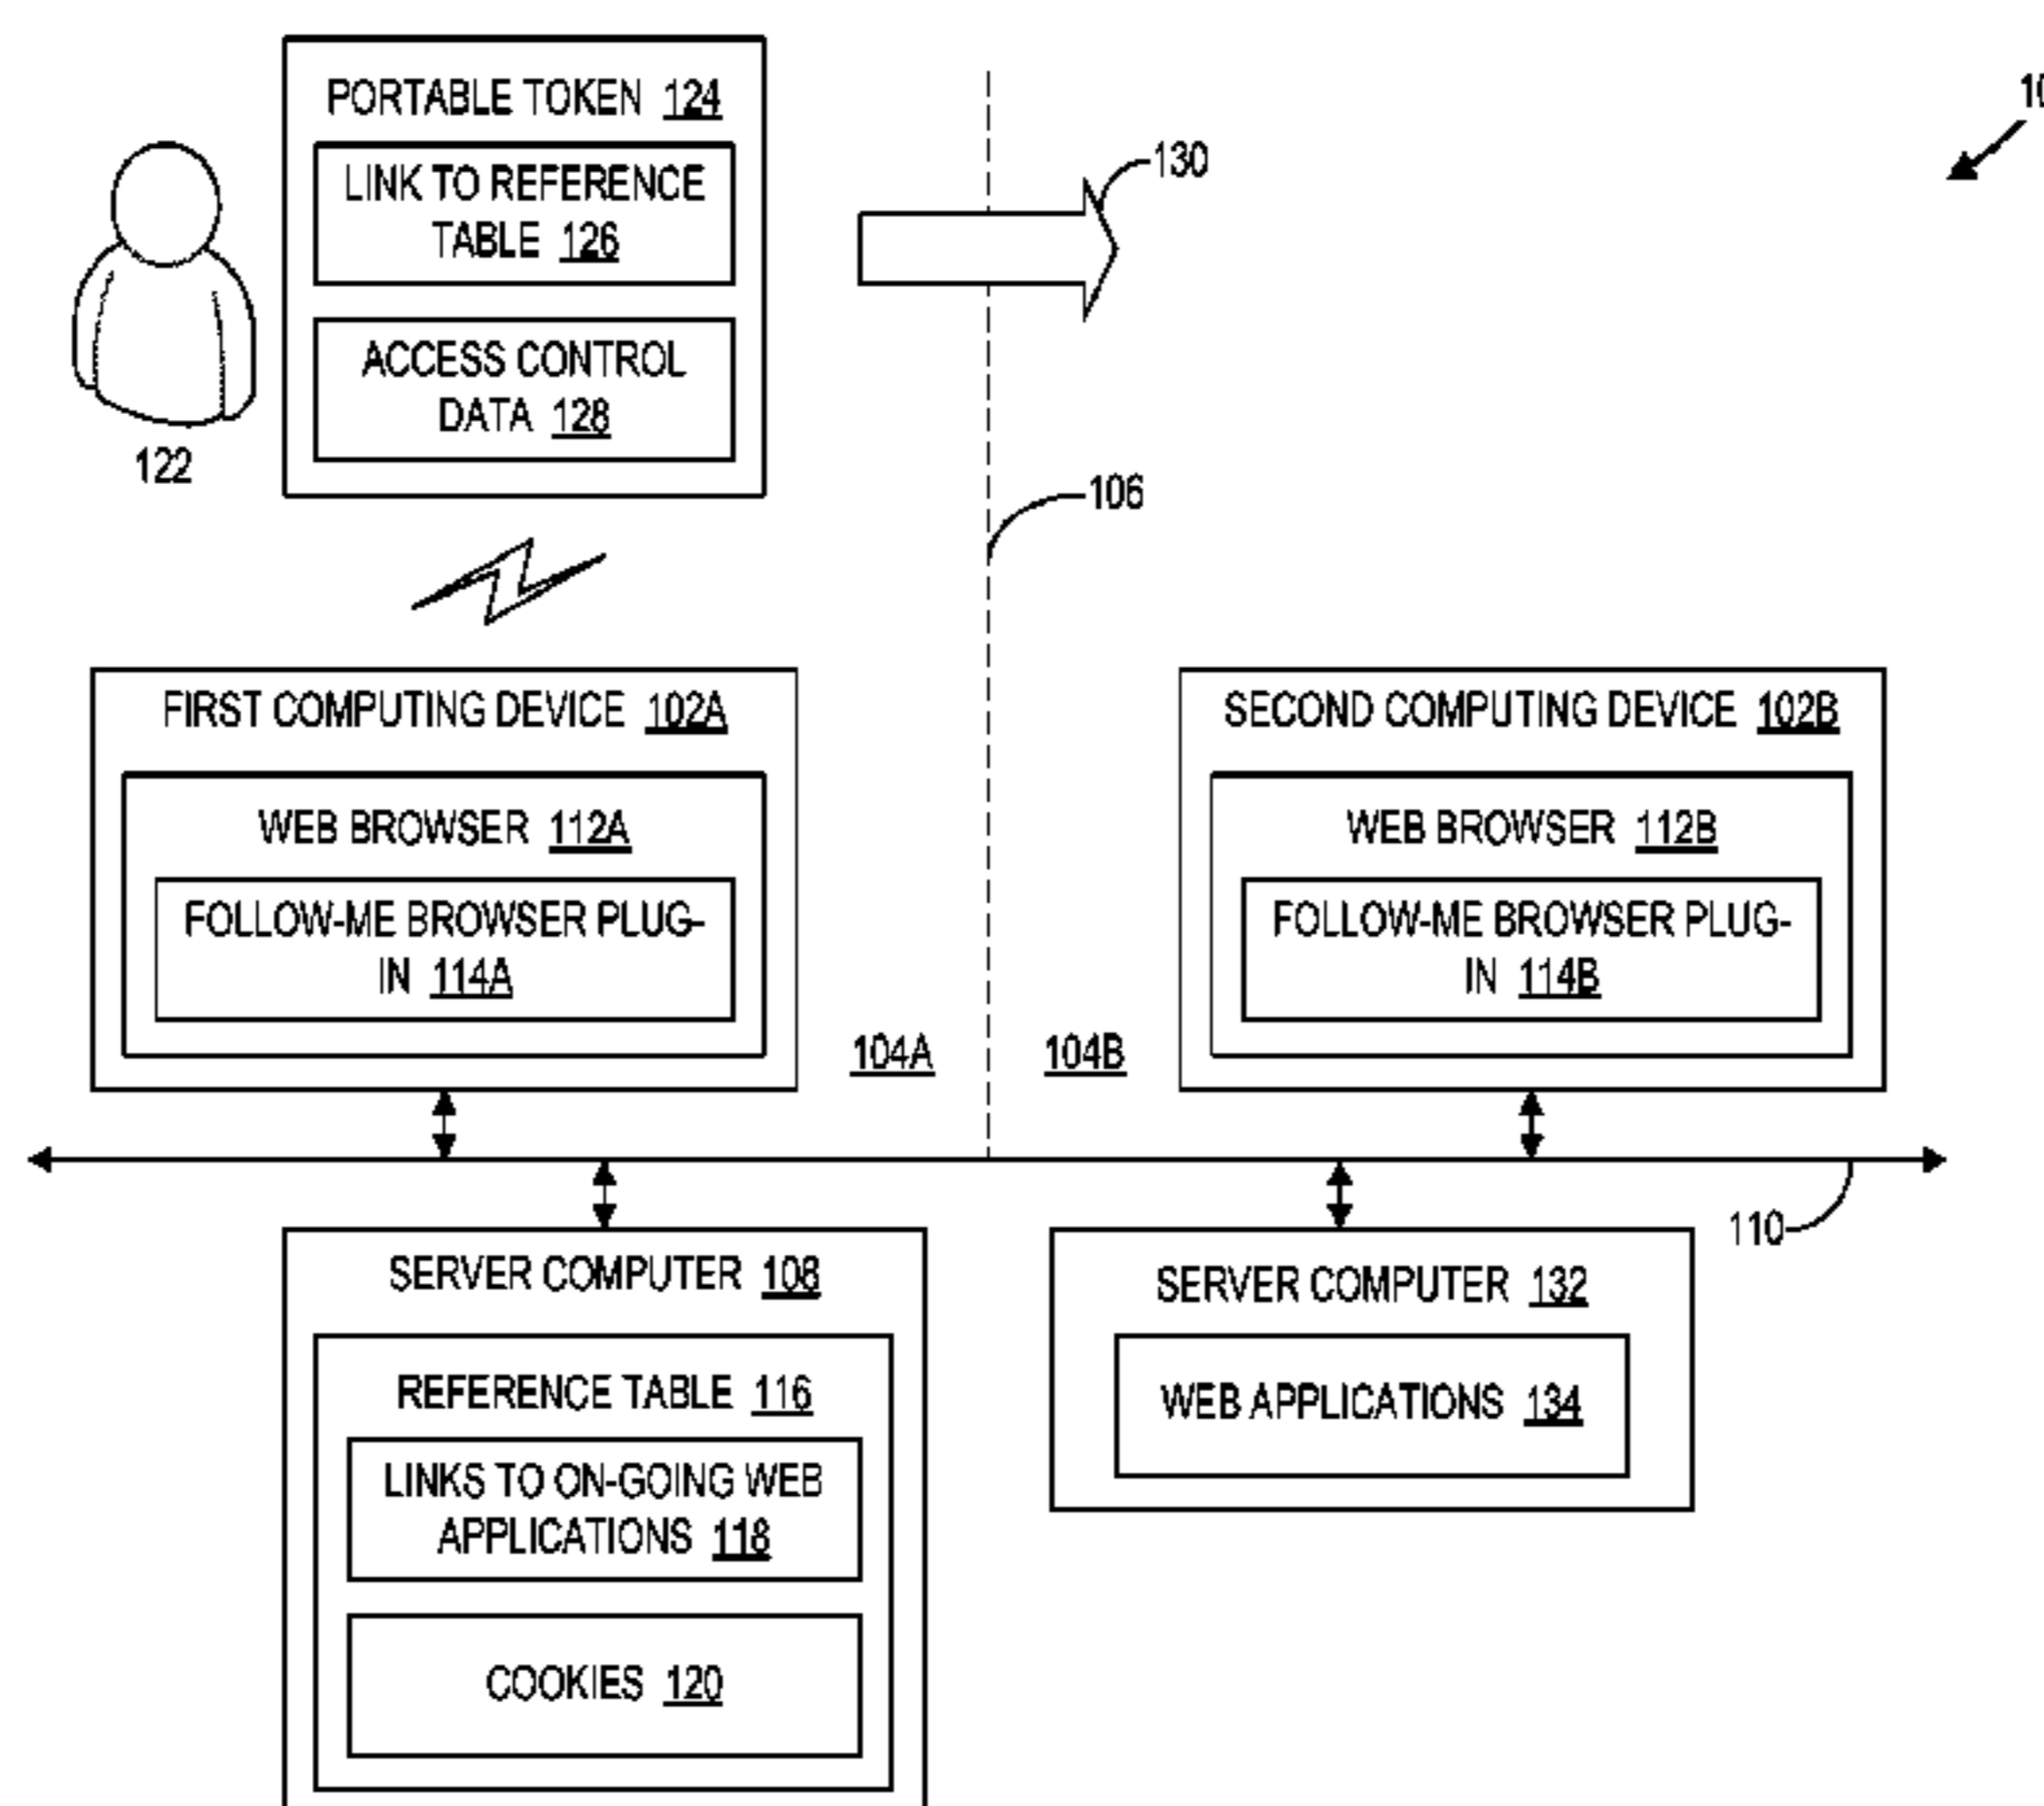 PORTABLE TOKEN 124
LINK TO REFERENCE
TABLE 126
ACCESS CONTROL
DATA 128
122
130
106
FIRST COMPUTING DEVICE 102A
WEB BROWSER 112A
FOLLOW-ME BROWSER PLUG-
IN 114A
104A
104B
SECOND COMPUTING DEVICE 102B
WEB BROWSER 112B
FOLLOW-ME BROWSER PLUG-
IN 114B
110
SERVER COMPUTER 108
REFERENCE TABLE 116
LINKS TO ON-GOING WEB
APPLICATIONS 118
COOKIES 120
SERVER COMPUTER 132
WEB APPLICATIONS 134